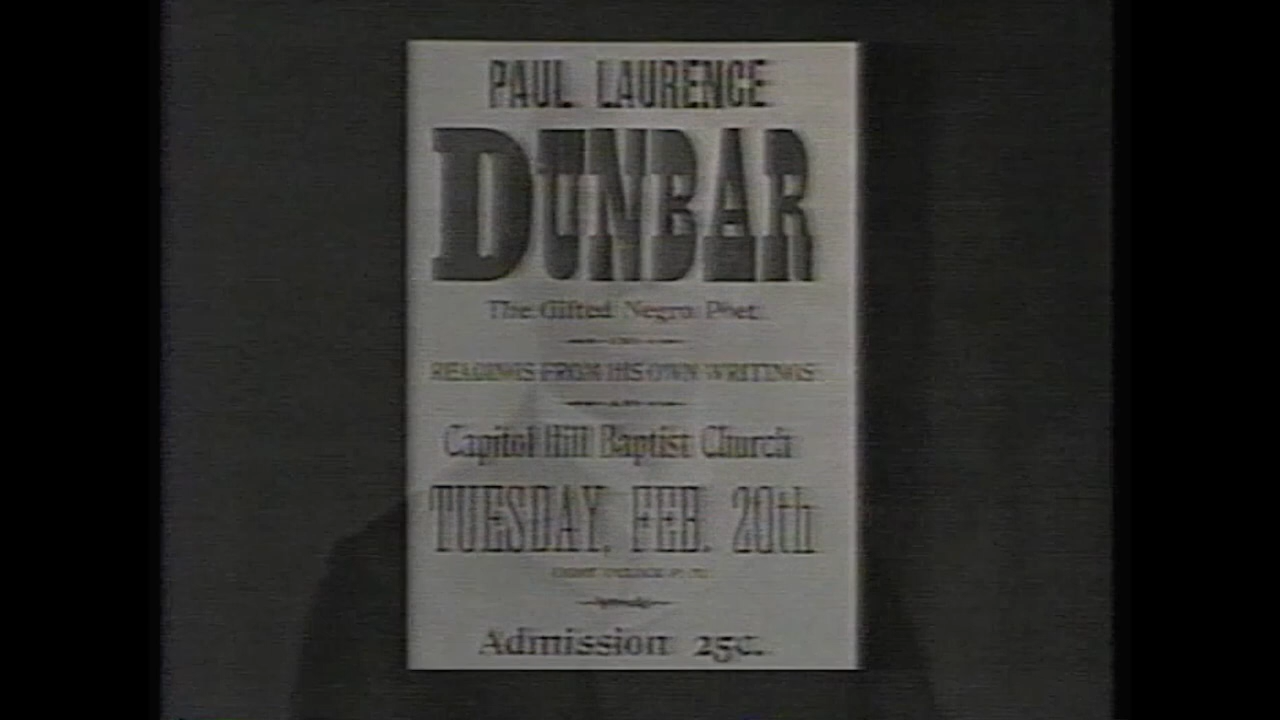 PAUL LAURENCE
DUNBAR
The Gifted Negro Poet.
READINGS FROM HIS OWN WRITINGS
Capitol Hill Baptist Church
TUESDAY, FEB. 20th
Admission 25c.